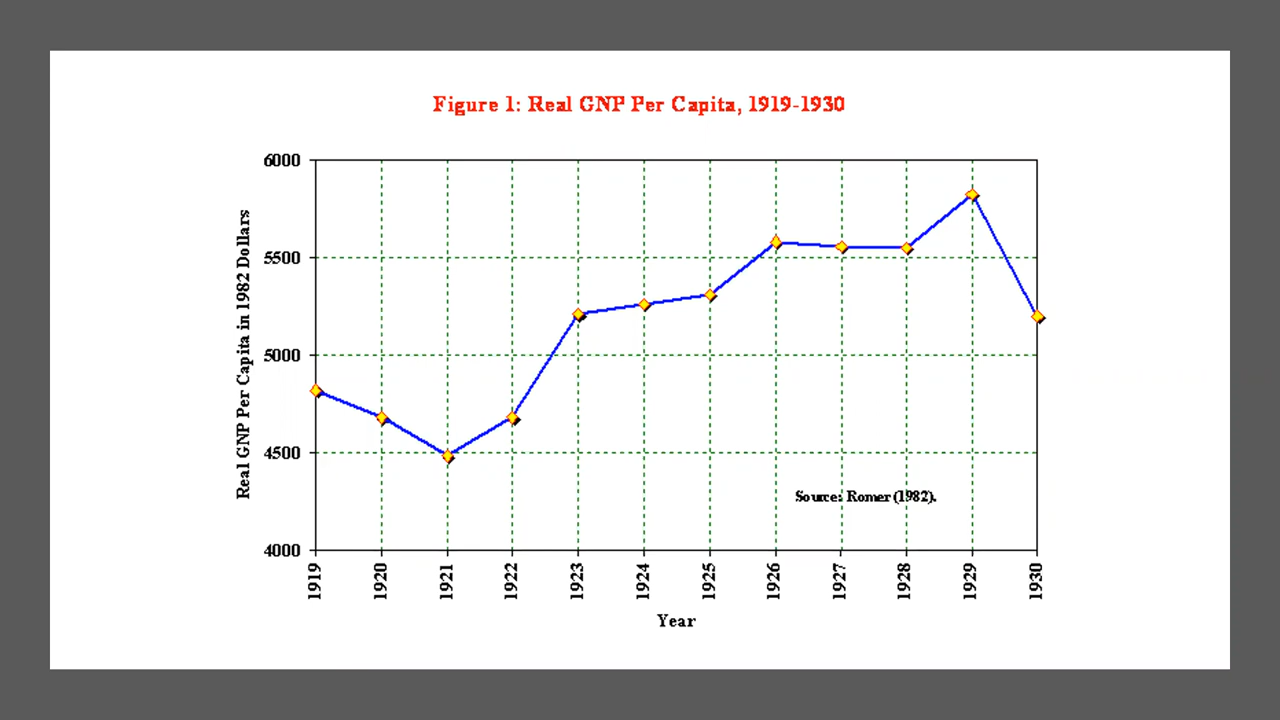 Figure 1: Real GNP Per Capita, 1919-1930
Real GNP Per Capita in 1982 Dollars
6000
5500
5000
4500
4000
1919 1920 1921 1922 1923 1924 1925 1926 1927 1928 1929 1930
Year
Source: Romer (1982).